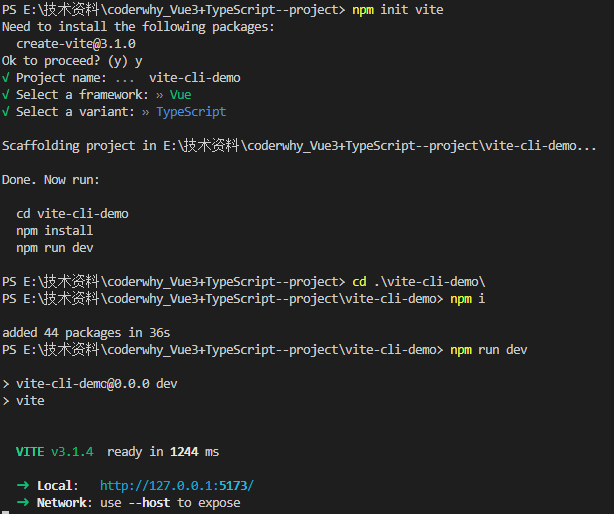 PS E:\技术资料\coderwhy_Vue3+TypeScript--project> npm init vite
Need to install the following packages:
  create-vite@3.1.0
Ok to proceed? (y) y
√ Project name: ... vite-cli-demo
√ Select a framework: » Vue
√ Select a variant: » TypeScript
Scaffolding project in E:\技术资料\coderwhy_Vue3+TypeScript--project\vite-cli-demo...
Done. Now run:
  cd vite-cli-demo
  npm install
  npm run dev
PS E:\技术资料\coderwhy_Vue3+TypeScript--project> cd .\vite-cli-demo\
PS E:\技术资料\coderwhy_Vue3+TypeScript--project\vite-cli-demo> npm i
added 44 packages in 36s
PS E:\技术资料\coderwhy_Vue3+TypeScript--project\vite-cli-demo> npm run dev
> vite-cli-demo@0.0.0 dev
> vite
  VITE v3.1.4  ready in 1244 ms
  ➜ Local:   http://127.0.0.1:5173/
  ➜ Network: use --host to expose